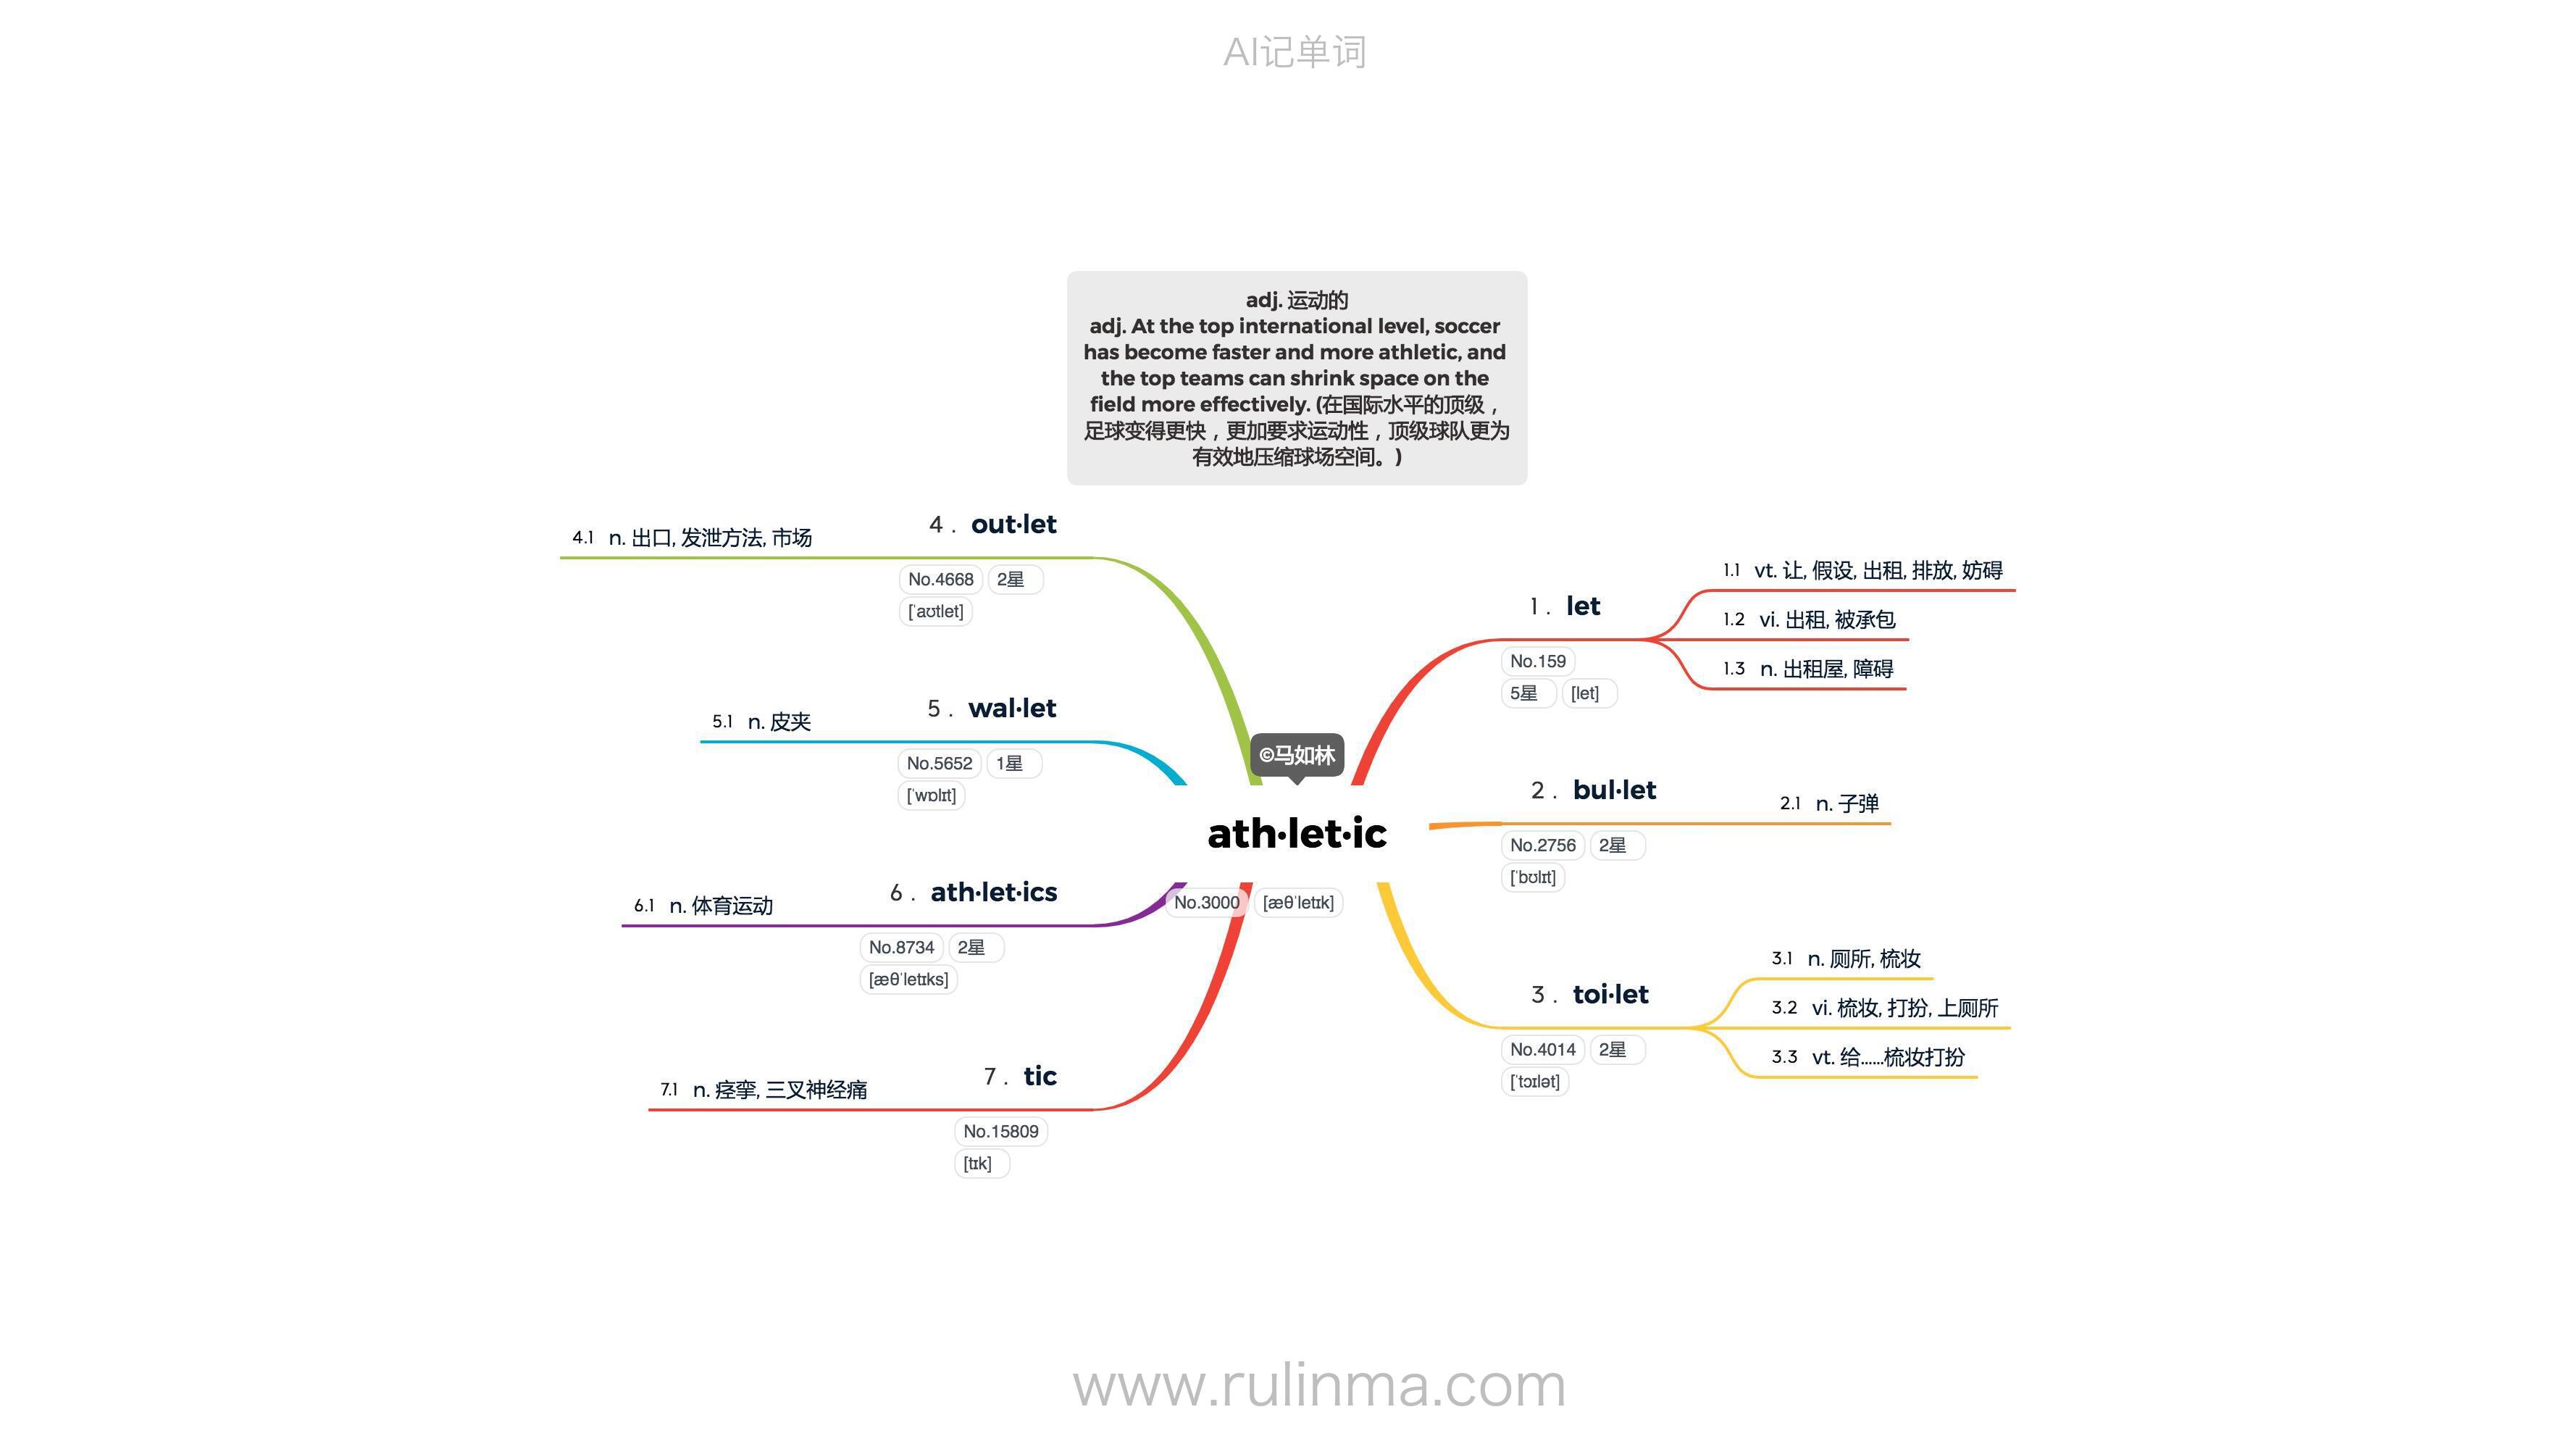 AI记单词
adj. 运动的
adj. At the top international level, soccer
has become faster and more athletic, and
the top teams can shrink space on the
field more effectively. (在国际水平的顶级，
足球变得更快，更加要求运动性，顶级球队更为
有效地压缩球场空间。)
©马如林
ath·let·ic
No.3000 [æθˈletɪk]
1. let
No.159
5星 [let]
1.1 vt. 让, 假设, 出租, 排放, 妨碍
1.2 vi. 出租, 被承包
1.3 n. 出租屋, 障碍
2. bul·let
No.2756 2星
[ˈbʊlɪt]
2.1 n. 子弹
3. toi·let
No.4014 2星
[ˈtɔɪlət]
3.1 n. 厕所, 梳妆
3.2 vi. 梳妆, 打扮, 上厕所
3.3 vt. 给……梳妆打扮
4. out·let
No.4668 2星
[ˈaʊtlet]
4.1 n. 出口, 发泄方法, 市场
5. wal·let
No.5652 1星
[ˈwɒlɪt]
5.1 n. 皮夹
6. ath·let·ics
No.8734 2星
[æθˈletɪks]
6.1 n. 体育运动
7. tic
No.15809
[tɪk]
7.1 n. 痉挛, 三叉神经痛
www.rulinma.com